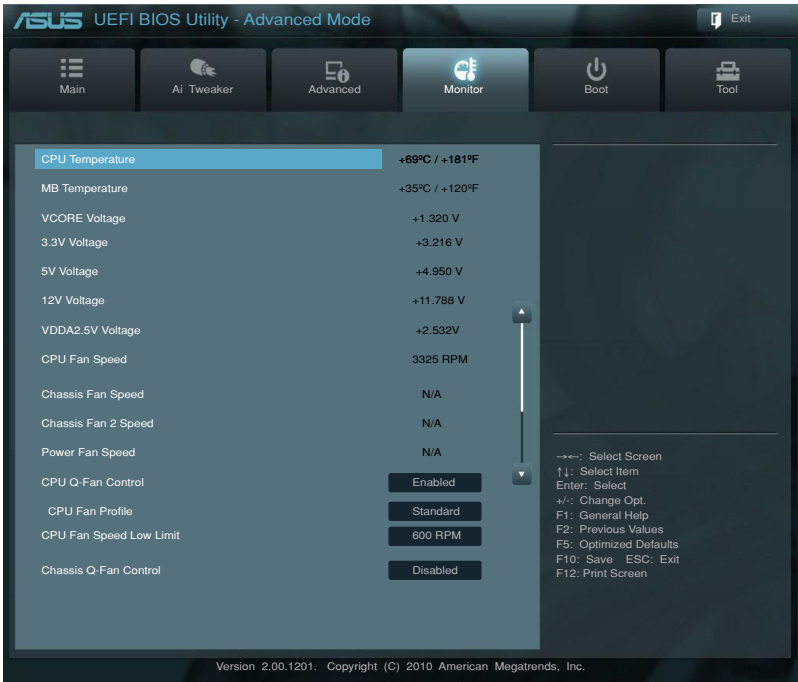 ASUS UEFI BIOS Utility - Advanced Mode
Exit
Main
Ai Tweaker
Advanced
Monitor
Boot
Tool
CPU Temperature +69ºC / +181ºF
MB Temperature +35ºC / +120ºF
VCORE Voltage +1.320 V
3.3V Voltage +3.216 V
5V Voltage +4.950 V
12V Voltage +11.788 V
VDDA2.5V Voltage +2.532V
CPU Fan Speed 3325 RPM
Chassis Fan Speed N/A
Chassis Fan 2 Speed N/A
Power Fan Speed N/A
CPU Q-Fan Control Enabled
CPU Fan Profile Standard
CPU Fan Speed Low Limit 600 RPM
Chassis Q-Fan Control Disabled
→←: Select Screen
↑↓: Select Item
Enter: Select
+/-: Change Opt.
F1: General Help
F2: Previous Values
F5: Optimized Defaults
F10: Save ESC: Exit
F12: Print Screen
Version 2.00.1201. Copyright (C) 2010 American Megatrends, Inc.